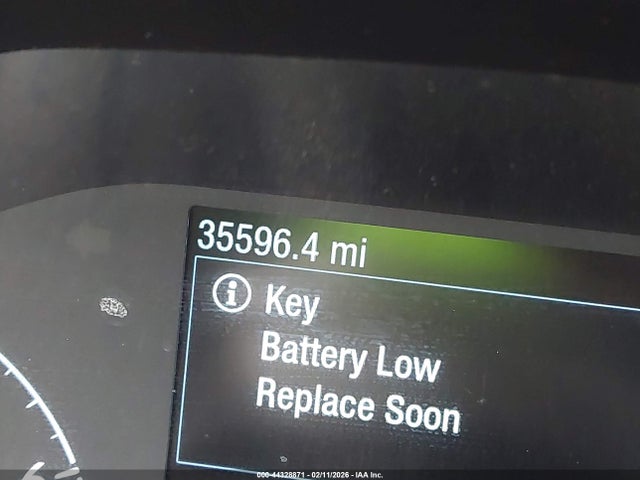 35596.4 mi
Key
Battery Low
Replace Soon
000-44328871 - 02/11/2026 - IAA Inc.